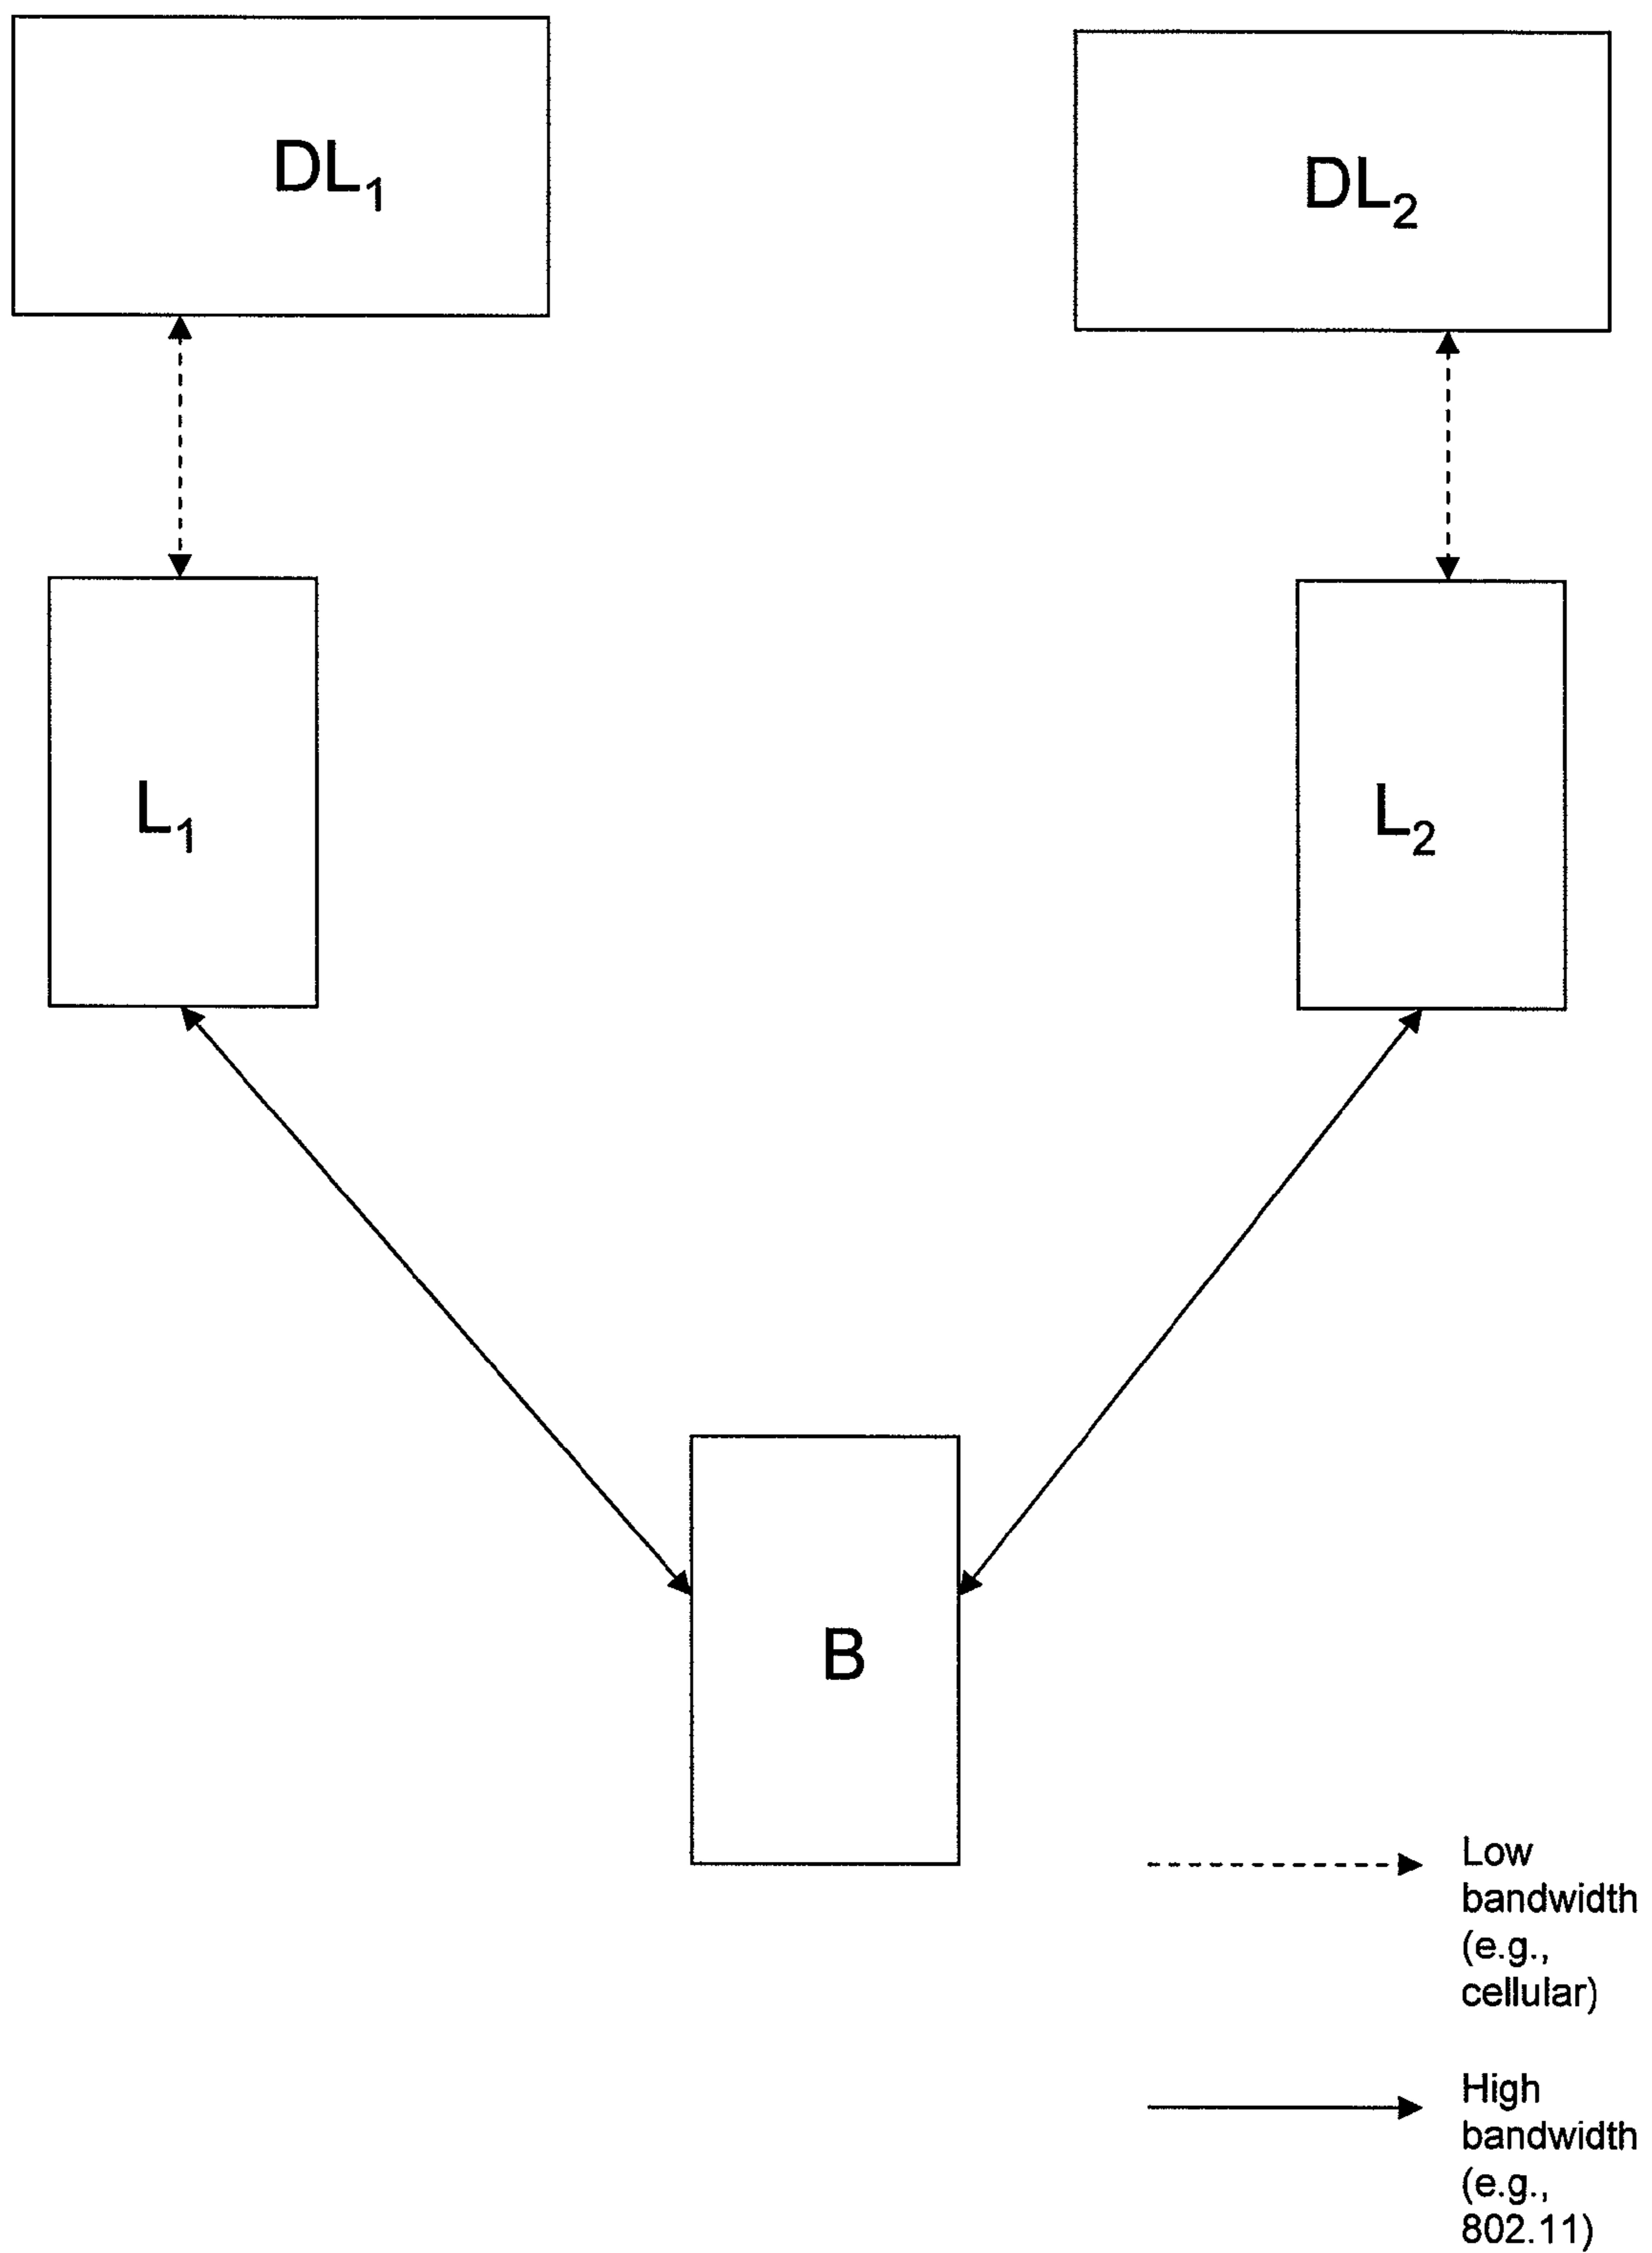 DL₁
DL₂
L₁
L₂
B
Low
bandwidth
(e.g.,
cellular)
High
bandwidth
(e.g.,
802.11)